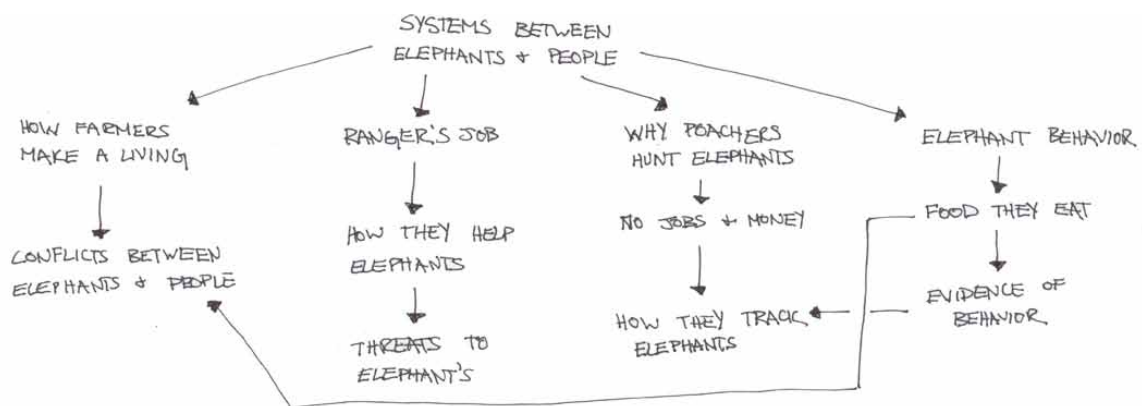 SYSTEMS BETWEEN
ELEPHANTS & PEOPLE
HOW FARMERS
MAKE A LIVING
CONFLICTS BETWEEN
ELEPHANTS & PEOPLE
RANGER'S JOB
HOW THEY HELP
ELEPHANTS
THREATS TO
ELEPHANT'S
WHY POACHERS
HUNT ELEPHANTS
NO JOBS & MONEY
HOW THEY TRACK
ELEPHANTS
ELEPHANT BEHAVIOR
FOOD THEY EAT
EVIDENCE OF
BEHAVIOR